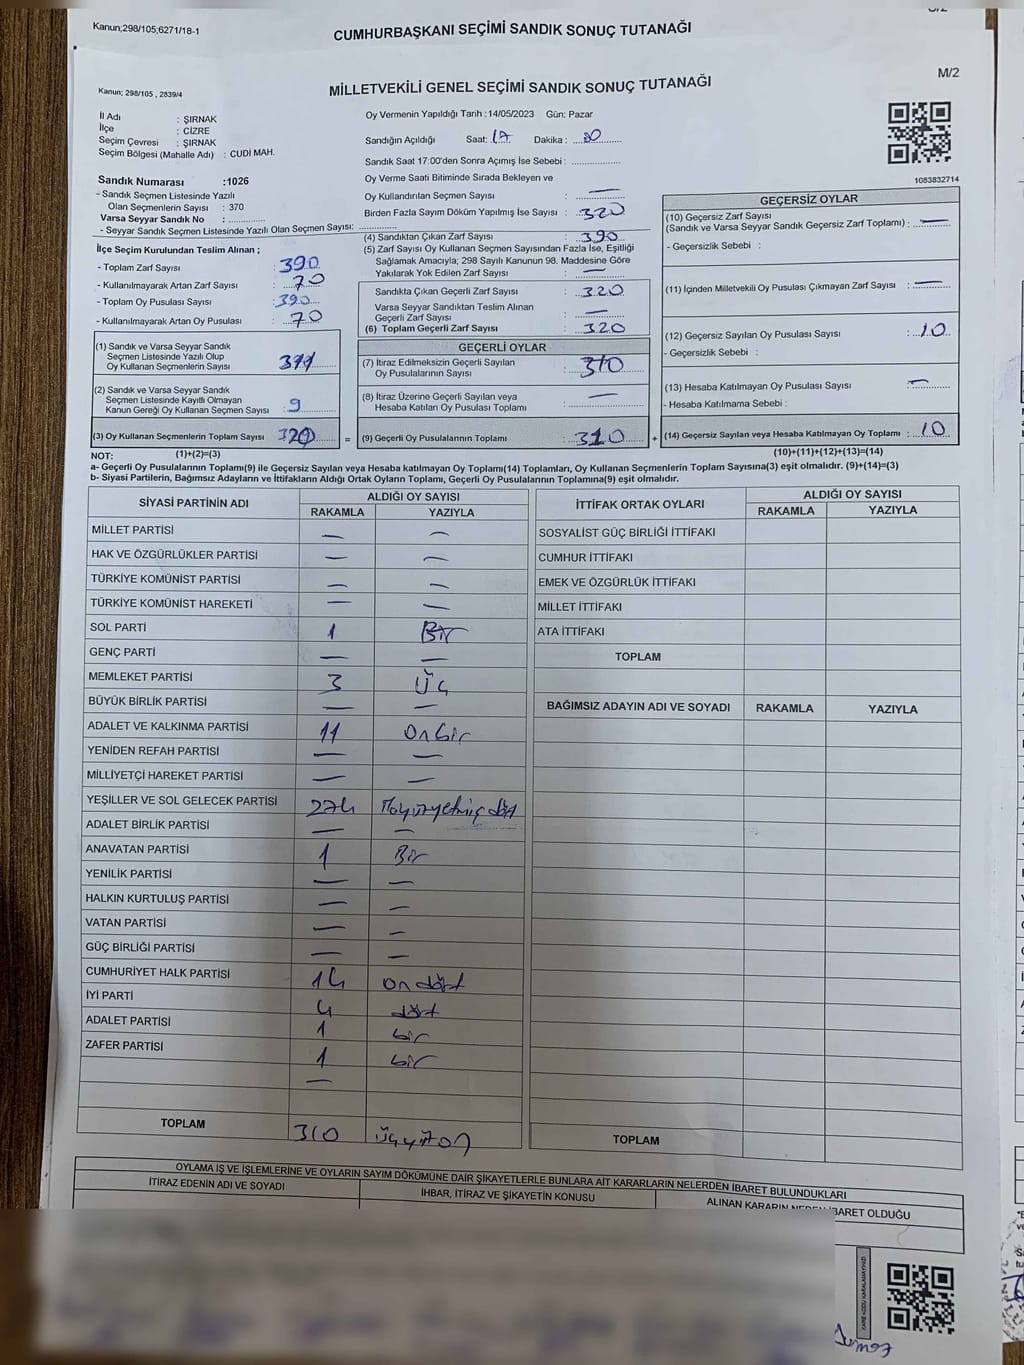 Kanun;298/105;6271/18-1
CUMHURBAŞKANI SEÇİMİ SANDIK SONUÇ TUTANAĞI
M/2
Kanun; 298/105 , 2839/4
MİLLETVEKİLİ GENEL SEÇİMİ SANDIK SONUÇ TUTANAĞI
İl Adı : ŞIRNAK
İlçe : CİZRE
Seçim Çevresi : ŞIRNAK
Seçim Bölgesi (Mahalle Adı) : CUDİ MAH.
Sandık Numarası :1026
- Sandık Seçmen Listesinde Yazılı
Olan Seçmenlerin Sayısı : 370
Varsa Seyyar Sandık No :
- Seyyar Sandık Seçmen Listesinde Yazılı Olan Seçmen Sayısı:
İlçe Seçim Kurulundan Teslim Alınan ;
- Toplam Zarf Sayısı 390
- Kullanılmayarak Artan Zarf Sayısı : 70
- Toplam Oy Pusulası Sayısı : 390
- Kullanılmayarak Artan Oy Pusulası : 70
(1) Sandık ve Varsa Seyyar Sandık
Seçmen Listesinde Yazılı Olup
Oy Kullanan Seçmenlerin Sayısı : 311
(2) Sandık ve Varsa Seyyar Sandık
Seçmen Listesinde Kayıtlı Olmayan
Kanun Gereği Oy Kullanan Seçmen Sayısı : 9
(3) Oy Kullanan Seçmenlerin Toplam Sayısı : 320 =
Oy Vermenin Yapıldığı Tarih :14/05/2023 Gün: Pazar
Sandığın Açıldığı Saat: 17 Dakika :
Sandık Saat 17:00'den Sonra Açımış İse Sebebi :
Oy Verme Saati Bitiminde Sırada Bekleyen ve
Oy Kullandırılan Seçmen Sayısı : —
Birden Fazla Sayım Döküm Yapılmış İse Sayısı : 320
(4) Sandıktan Çıkan Zarf Sayısı : 390
(5) Zarf Sayısı Oy Kullanan Seçmen Sayısından Fazla İse, Eşitliği
Sağlamak Amacıyla; 298 Sayılı Kanunun 98. Maddesine Göre
Yakılarak Yok Edilen Zarf Sayısı : —
Sandıkta Çıkan Geçerli Zarf Sayısı : 320
Varsa Seyyar Sandıktan Teslim Alınan
Geçerli Zarf Sayısı : —
(6) Toplam Geçerli Zarf Sayısı : 320
GEÇERLİ OYLAR
(7) İtiraz Edilmeksizin Geçerli Sayılan
Oy Pusulalarının Sayısı : 310
(8) İtiraz Üzerine Geçerli Sayılan veya
Hesaba Katılan Oy Pusulası Toplamı : —
(9) Geçerli Oy Pusulalarının Toplamı : 310 +
1083832714
GEÇERSİZ OYLAR
(10) Geçersiz Zarf Sayısı
(Sandık ve Varsa Seyyar Sandık Geçersiz Zarf Toplamı) : —
- Geçersizlik Sebebi :
(11) İçinden Milletvekili Oy Pusulası Çıkmayan Zarf Sayısı : —
(12) Geçersiz Sayılan Oy Pusulası Sayısı : 10
- Geçersizlik Sebebi :
(13) Hesaba Katılmayan Oy Pusulası Sayısı : —
- Hesaba Katılmama Sebebi :
(14) Geçersiz Sayılan veya Hesaba Katılmayan Oy Toplamı : 10
NOT: (1)+(2)=(3) (10)+(11)+(12)+(13)=(14)
a- Geçerli Oy Pusulalarının Toplamı(9) ile Geçersiz Sayılan veya Hesaba katılmayan Oy Toplamı(14) Toplamları, Oy Kullanan Seçmenlerin Toplam Sayısına(3) eşit olmalıdır. (9)+(14)=(3)
b- Siyasi Partilerin, Bağımsız Adayların ve İttifakların Aldığı Ortak Oyların Toplamı, Geçerli Oy Pusulalarının Toplamına(9) eşit olmalıdır.
SİYASİ PARTİNİN ADI ALDIĞI OY SAYISI
RAKAMLA YAZIYLA
MİLLET PARTİSİ — —
HAK VE ÖZGÜRLÜKLER PARTİSİ — —
TÜRKİYE KOMÜNİST PARTİSİ — —
TÜRKİYE KOMÜNİST HAREKETİ — —
SOL PARTİ 1 Bir
GENÇ PARTİ — —
MEMLEKET PARTİSİ 3 Üç
BÜYÜK BİRLİK PARTİSİ — —
ADALET VE KALKINMA PARTİSİ 11 onbir
YENİDEN REFAH PARTİSİ — —
MİLLİYETÇİ HAREKET PARTİSİ — —
YEŞİLLER VE SOL GELECEK PARTİSİ 274
ADALET BİRLİK PARTİSİ — —
ANAVATAN PARTİSİ 1 Bir
YENİLİK PARTİSİ — —
HALKIN KURTULUŞ PARTİSİ — —
VATAN PARTİSİ — —
GÜÇ BİRLİĞİ PARTİSİ — —
CUMHURİYET HALK PARTİSİ 14 on dört
İYİ PARTİ 4 dört
ADALET PARTİSİ 1 bir
ZAFER PARTİSİ 1 bir
—
TOPLAM 310 üçyüzon
İTTİFAK ORTAK OYLARI ALDIĞI OY SAYISI
RAKAMLA YAZIYLA
SOSYALİST GÜÇ BİRLİĞİ İTTİFAKI
CUMHUR İTTİFAKI
EMEK VE ÖZGÜRLÜK İTTİFAKI
MİLLET İTTİFAKI
ATA İTTİFAKI
TOPLAM
BAĞIMSIZ ADAYIN ADI VE SOYADI RAKAMLA YAZIYLA
TOPLAM
OYLAMA İŞ VE İŞLEMLERİNE VE OYLARIN SAYIM DÖKÜMÜNE DAİR ŞİKAYETLERLE BUNLARA AİT KARARLARIN NELERDEN İBARET BULUNDUKLARI
İTİRAZ EDENİN ADI VE SOYADI İHBAR, İTİRAZ VE ŞİKAYETİN KONUSU ALINAN KARARIN NEDEN İBARET OLDUĞU
KARE KODU KARALAMAYINIZ!